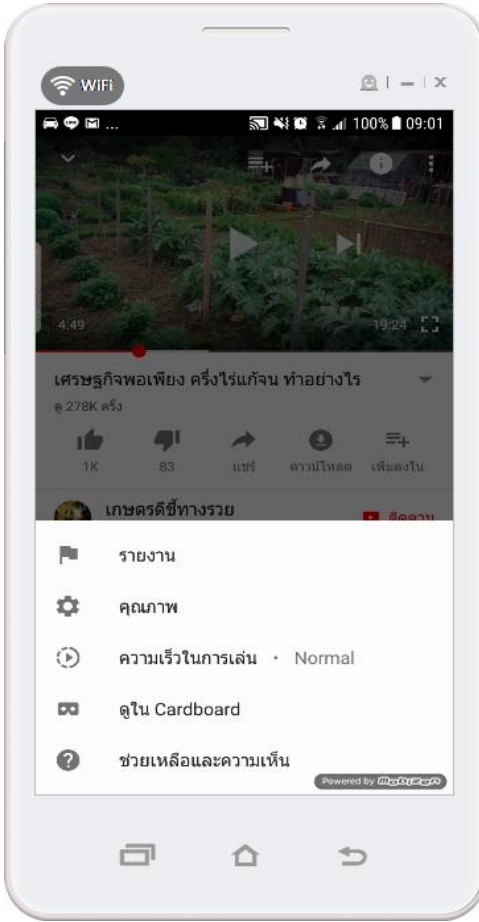 WiFi
... 100% 09:01
4:49 19:24
เศรษฐกิจพอเพียง ครึ่งไร่แก้จน ทำอย่างไร
ดู 278K ครั้ง
1K 83 แชร์ ดาวน์โหลด เพิ่มลงใน
เกษตรดีชี้ทางรวย
ติดตาม
รายงาน
คุณภาพ
ความเร็วในการเล่น · Normal
ดูใน Cardboard
ช่วยเหลือและความเห็น
Powered by Mobizen